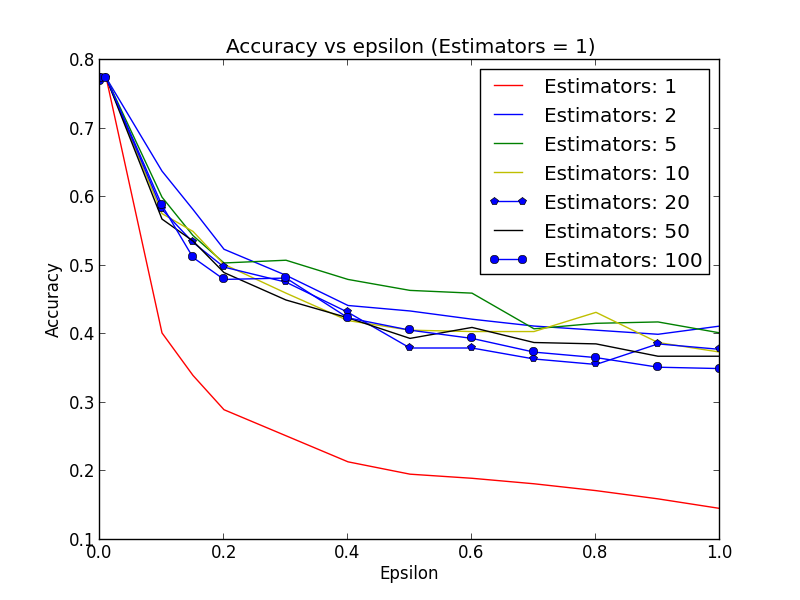 Accuracy vs epsilon (Estimators = 1)
0.8
0.7
0.6
0.5
0.4
0.3
0.2
0.1
Accuracy
Estimators: 1
Estimators: 2
Estimators: 5
Estimators: 10
Estimators: 20
Estimators: 50
Estimators: 100
0.0 0.2 0.4 0.6 0.8 1.0
Epsilon